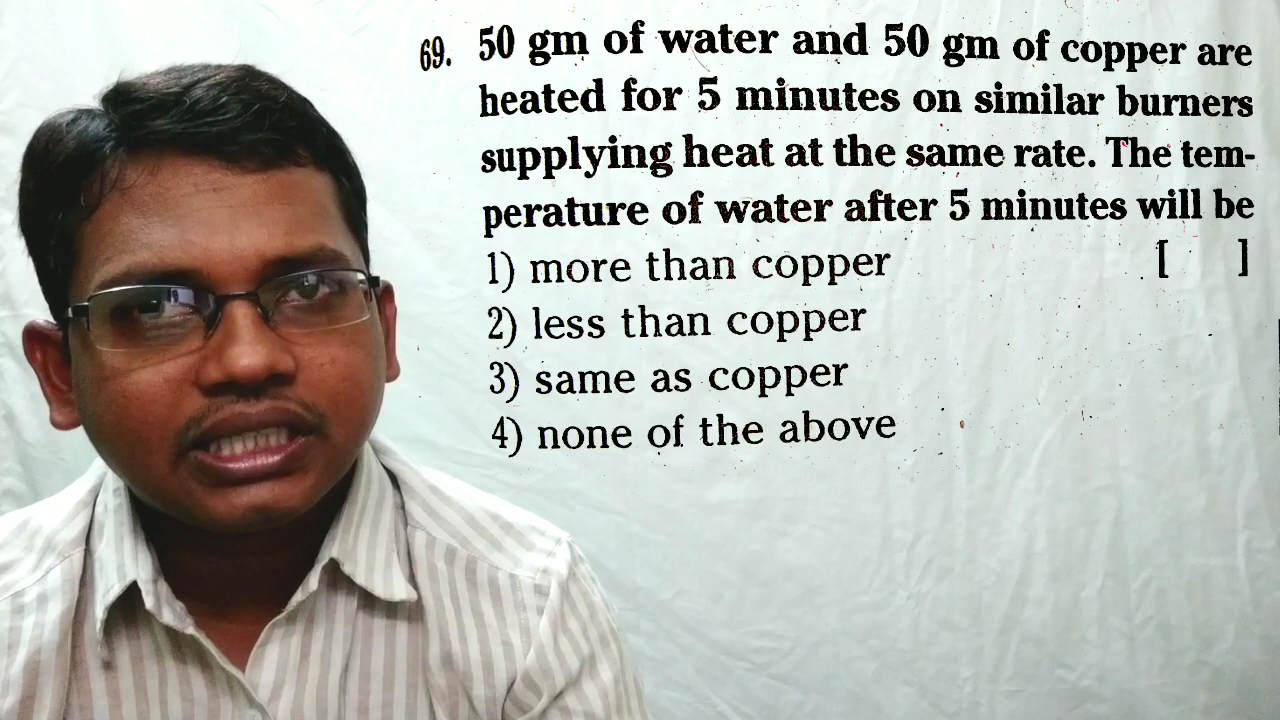 69. 50 gm of water and 50 gm of copper are
heated for 5 minutes on similar burners
supplying heat at the same rate. The tem-
perature of water after 5 minutes will be
1) more than copper [ ]
2) less than copper
3) same as copper
4) none of the above